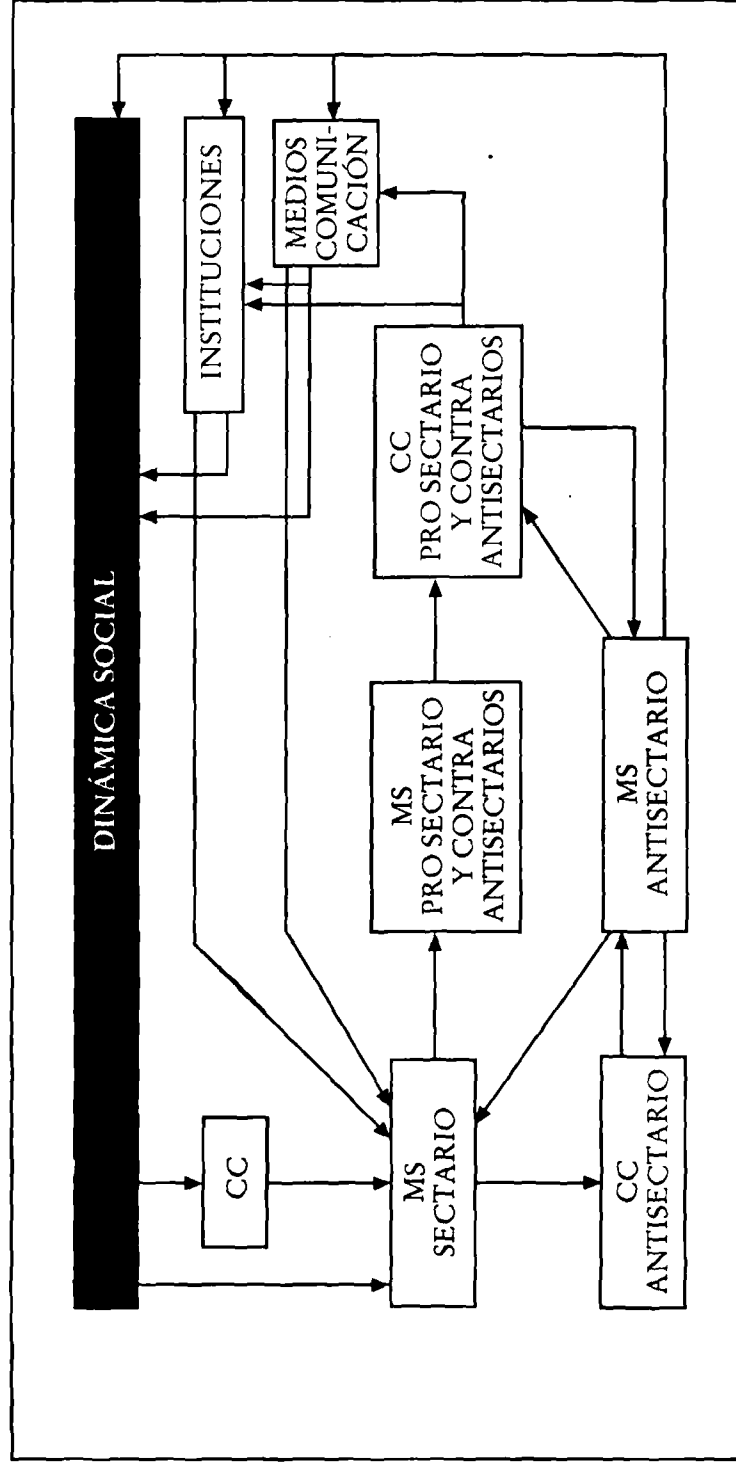 DINÁMICA SOCIAL
CC
INSTITUCIONES
MEDIOS
COMUNI-
CACIÓN
MS
SECTARIO
MS
PRO SECTARIO
Y CONTRA
ANTISECTARIOS
CC
PRO SECTARIO
Y CONTRA
ANTISECTARIOS
CC
ANTISECTARIO
MS
ANTISECTARIO